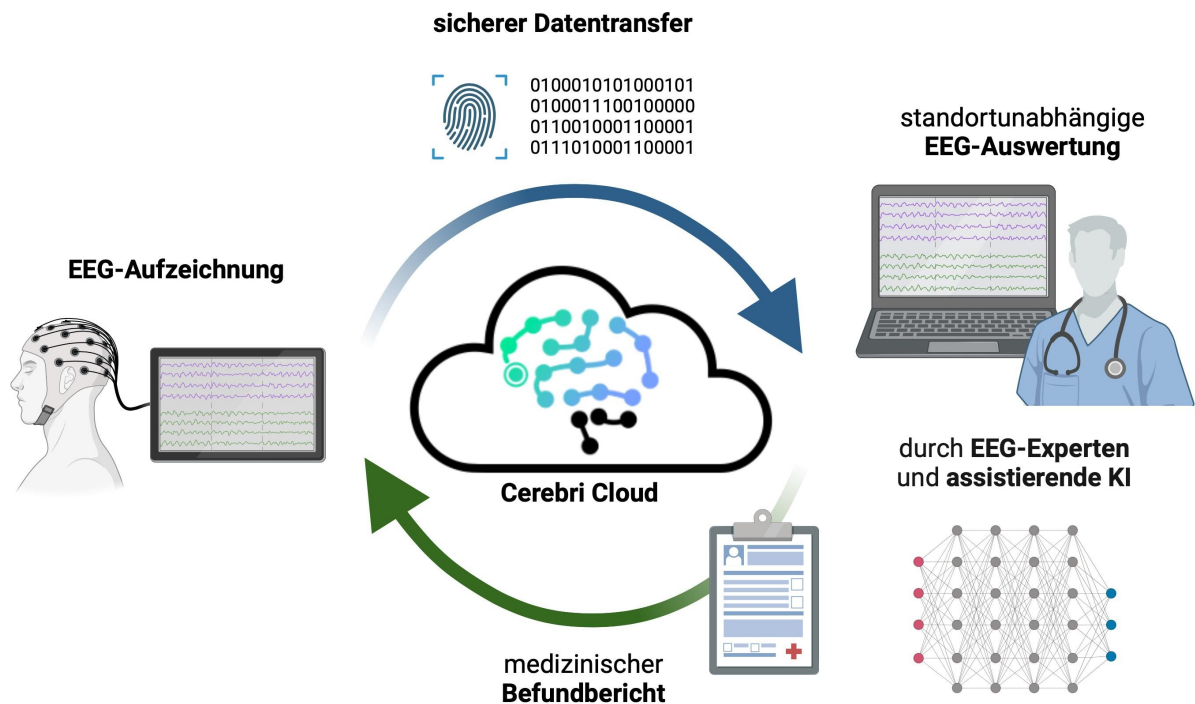 sicherer Datentransfer
0100010101000101
0100011100100000
0110010001100001
0111010001100001
standortunabhängige
EEG-Auswertung
EEG-Aufzeichnung
durch EEG-Experten
und assistierende KI
Cerebri Cloud
medizinischer
Befundbericht